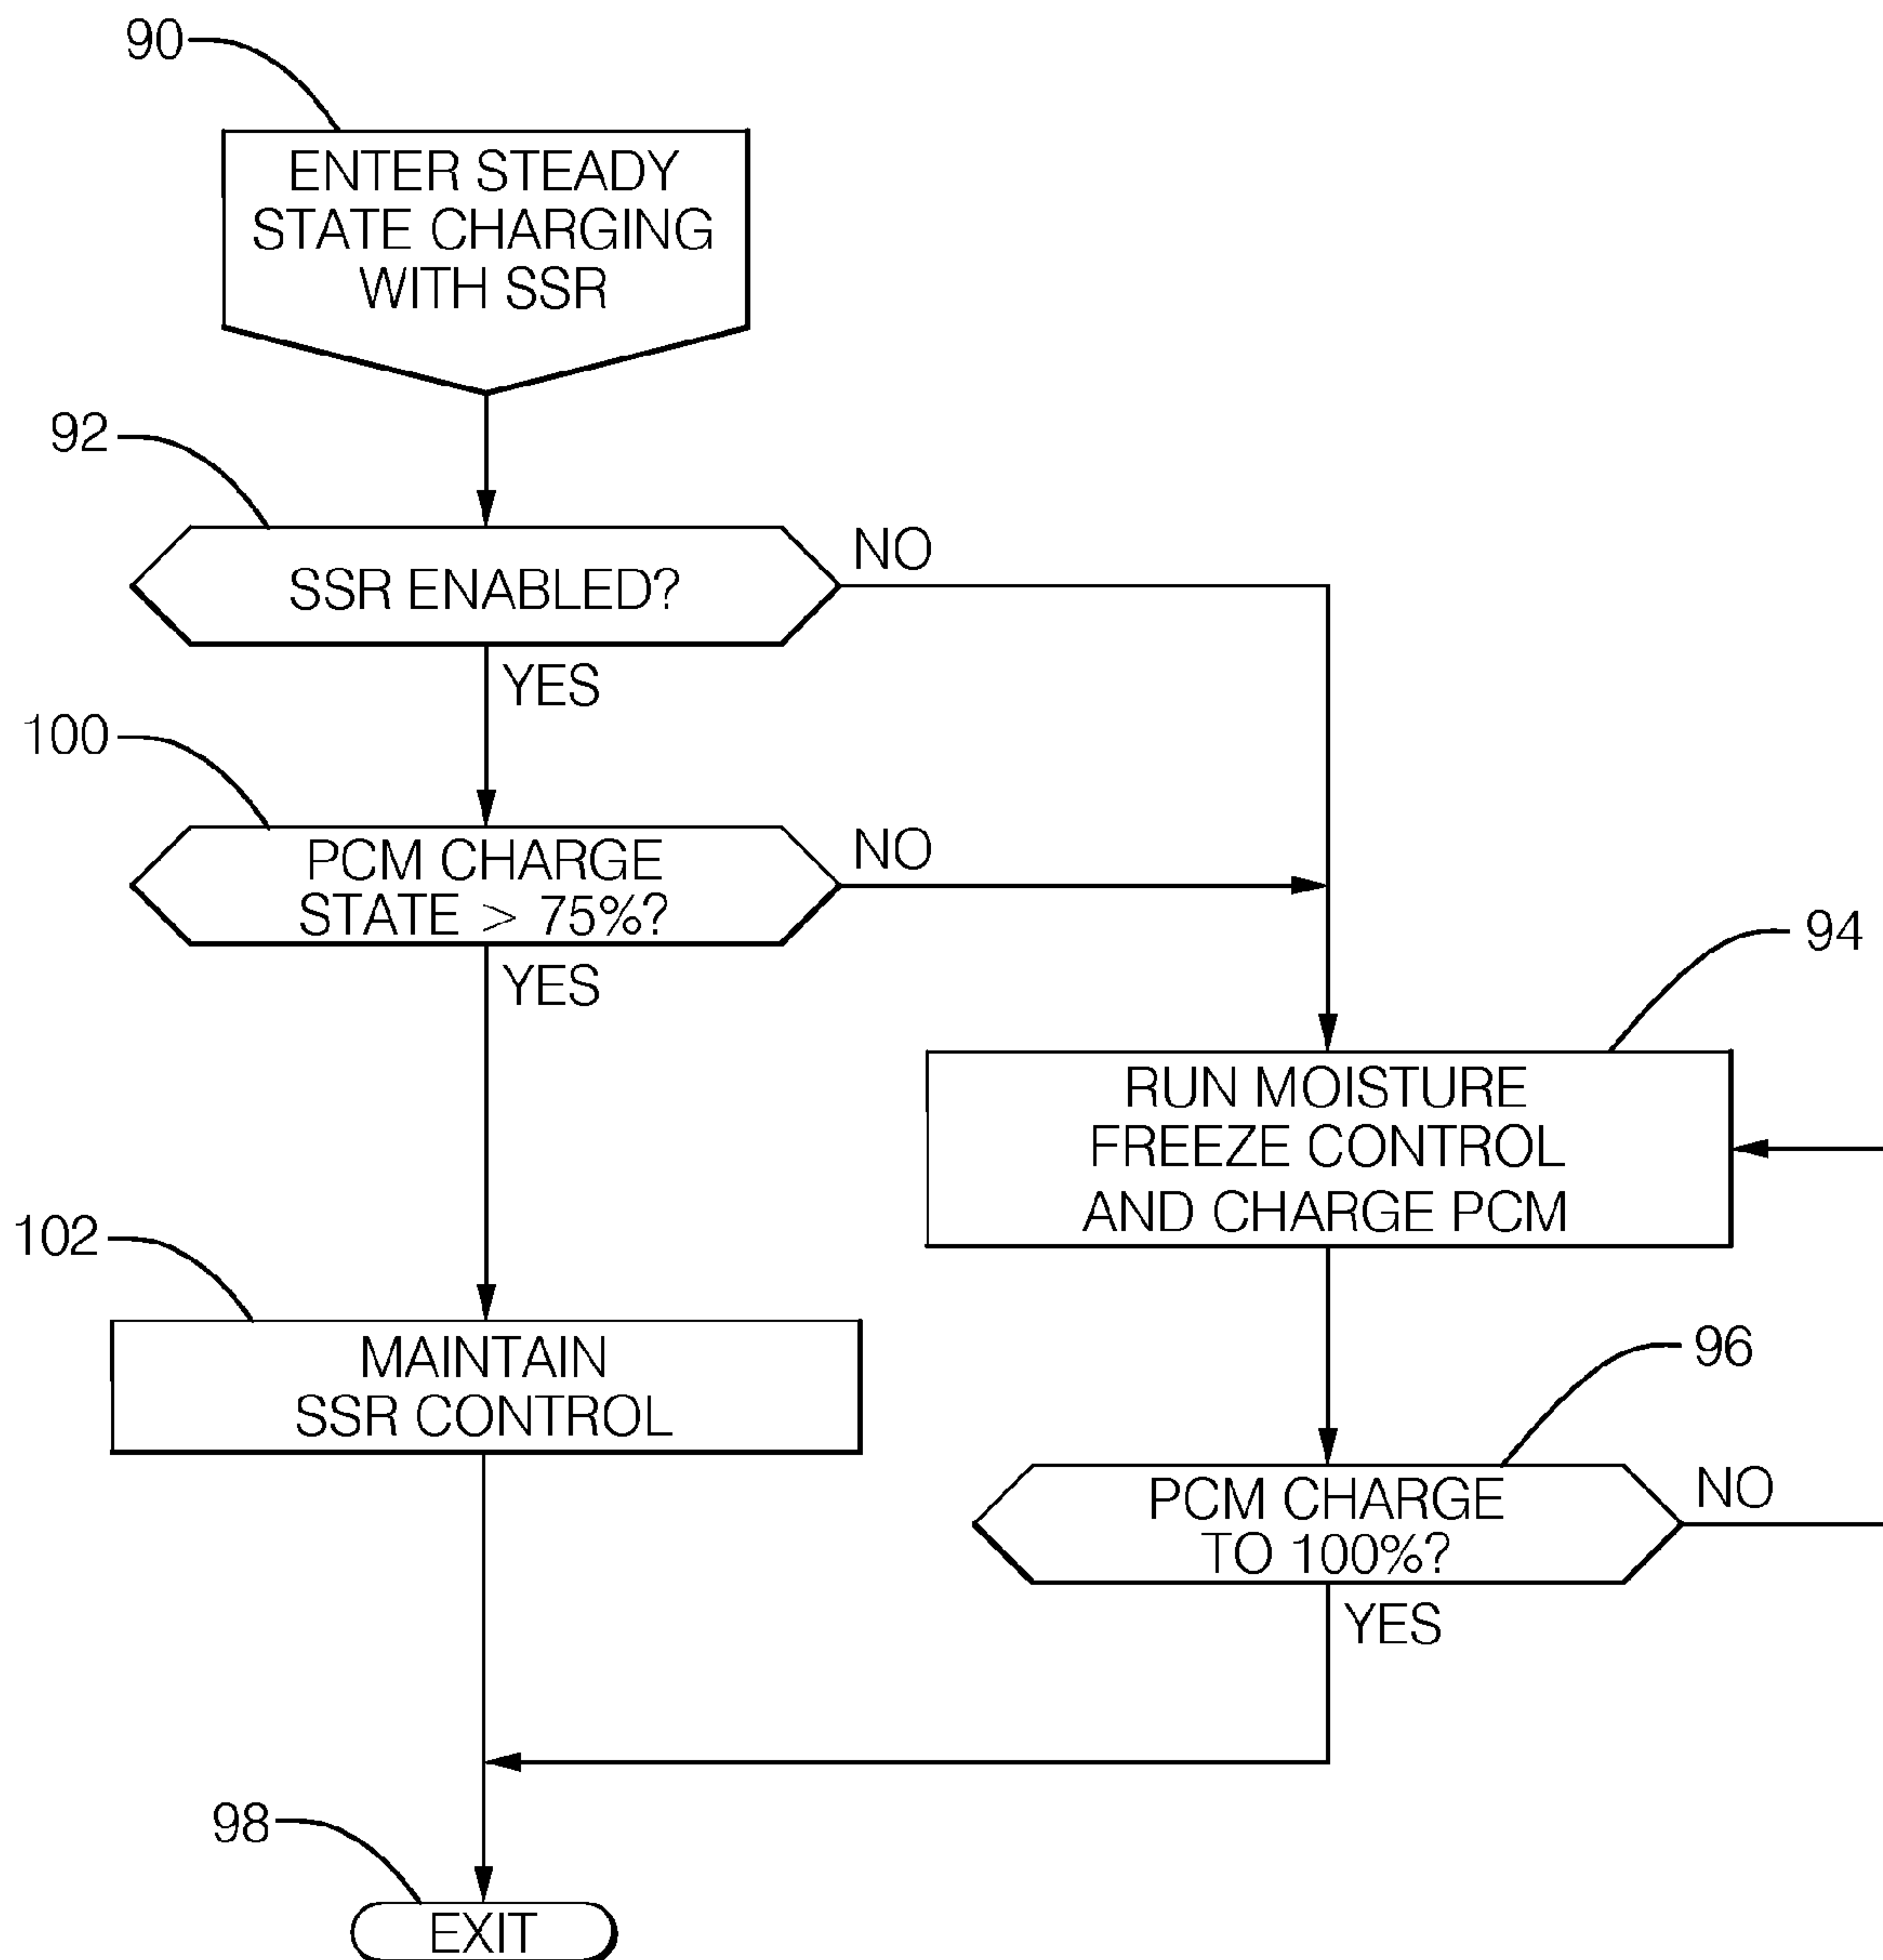 90
ENTER STEADY
STATE CHARGING
WITH SSR
92
SSR ENABLED?
NO
YES
100
PCM CHARGE
STATE > 75%?
NO
YES
94
RUN MOISTURE
FREEZE CONTROL
AND CHARGE PCM
102
MAINTAIN
SSR CONTROL
96
PCM CHARGE
TO 100%?
NO
YES
98
EXIT